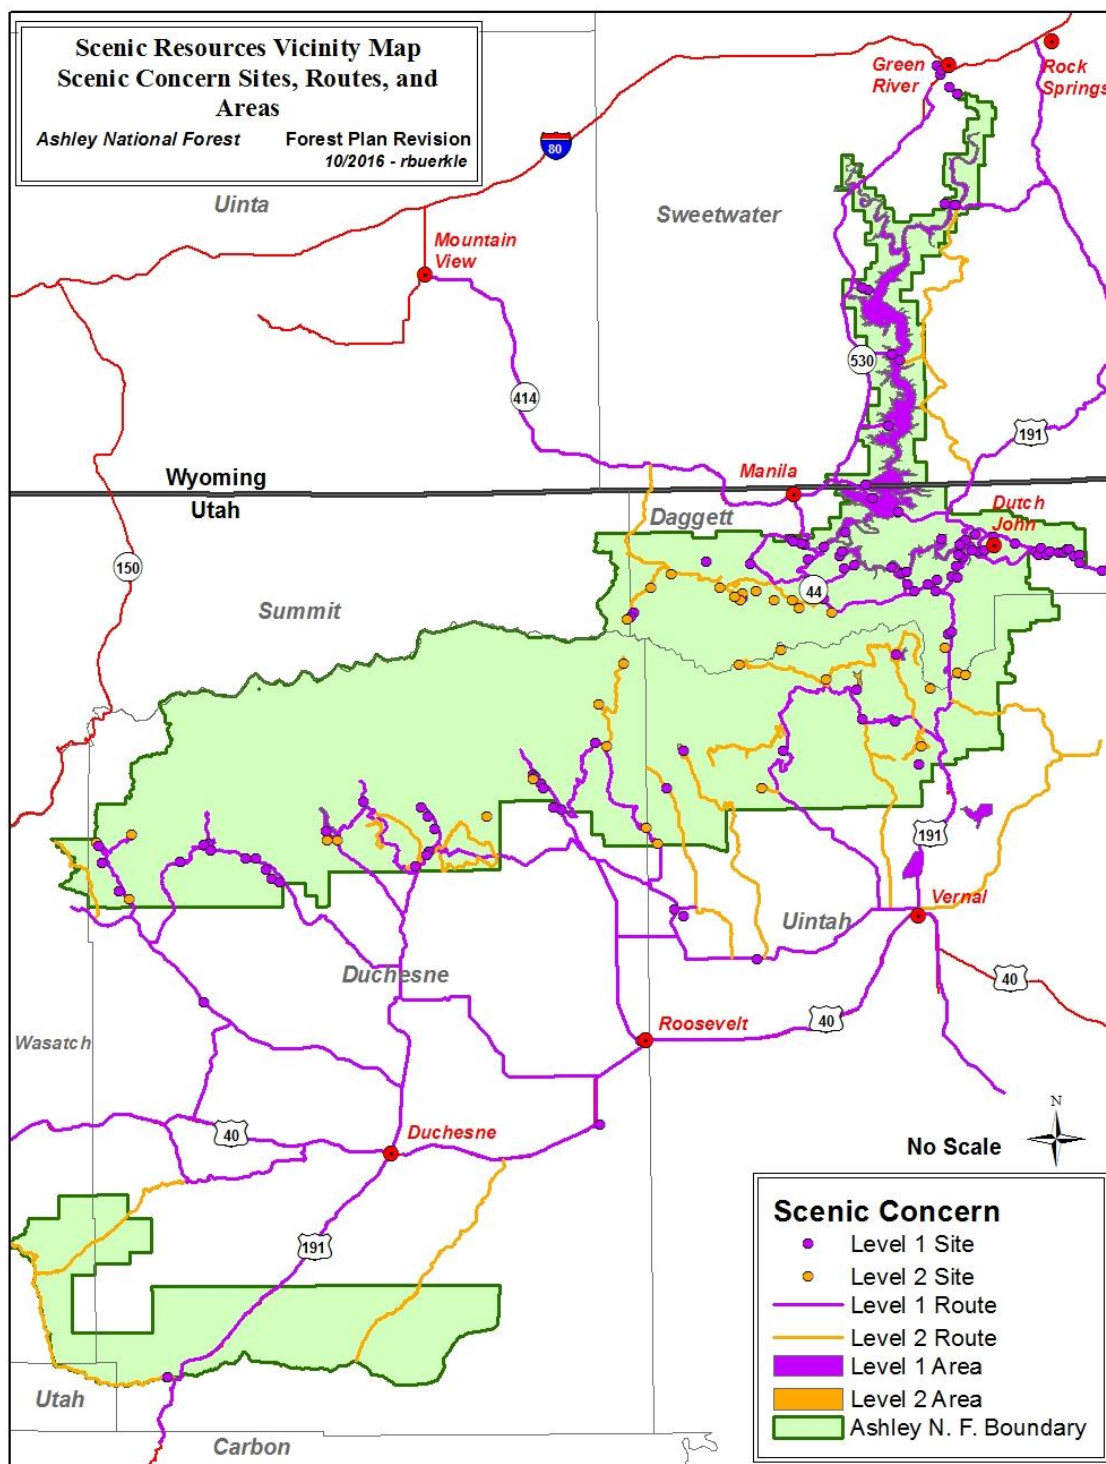 Scenic Resources Vicinity Map
Scenic Concern Sites, Routes, and
Areas
Ashley National Forest Forest Plan Revision
10/2016 - rbuerkle
Green
River
Rock
Springs
80
Uinta
Sweetwater
Mountain
View
530
414
191
Wyoming
Utah
Manila
Daggett
Dutch
John
150
44
Summit
191
Vernal
Uintah
Duchesne
40
40
Roosevelt
Wasatch
40
Duchesne
No Scale
N
191
Utah
Carbon
Scenic Concern
Level 1 Site
Level 2 Site
Level 1 Route
Level 2 Route
Level 1 Area
Level 2 Area
Ashley N. F. Boundary